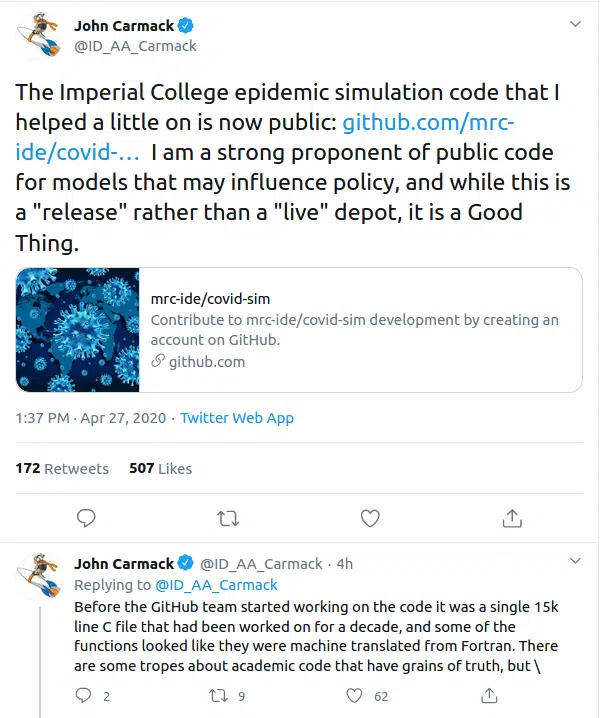 John Carmack
@ID_AA_Carmack
The Imperial College epidemic simulation code that I
helped a little on is now public: github.com/mrc-
ide/covid-… I am a strong proponent of public code
for models that may influence policy, and while this is
a "release" rather than a "live" depot, it is a Good
Thing.
mrc-ide/covid-sim
Contribute to mrc-ide/covid-sim development by creating an
account on GitHub.
github.com
1:37 PM · Apr 27, 2020 · Twitter Web App
172 Retweets 507 Likes
John Carmack @ID_AA_Carmack · 4h
Replying to @ID_AA_Carmack
Before the GitHub team started working on the code it was a single 15k
line C file that had been worked on for a decade, and some of the
functions looked like they were machine translated from Fortran. There
are some tropes about academic code that have grains of truth, but \
2 9 62